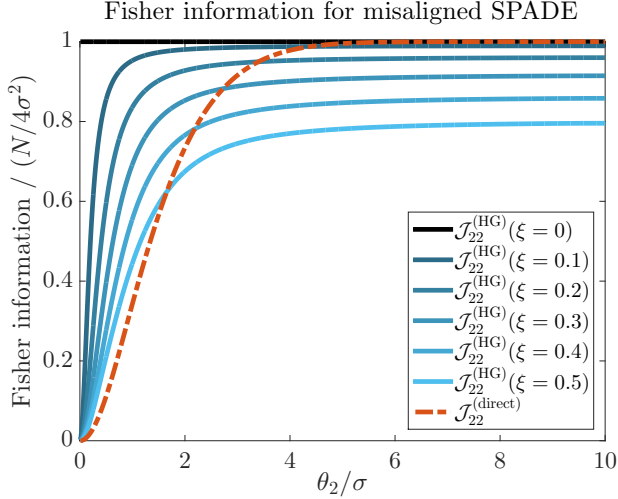 Fisher information for misaligned SPADE
Fisher information / (N/4σ²)
1
0.8
0.6
0.4
0.2
0
0 2 4 6 8 10
θ₂/σ
𝒥₂₂^(HG)(ξ = 0)
𝒥₂₂^(HG)(ξ = 0.1)
𝒥₂₂^(HG)(ξ = 0.2)
𝒥₂₂^(HG)(ξ = 0.3)
𝒥₂₂^(HG)(ξ = 0.4)
𝒥₂₂^(HG)(ξ = 0.5)
𝒥₂₂^(direct)